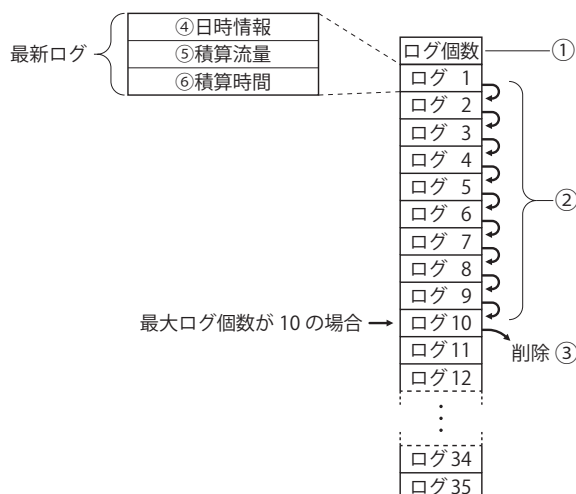 ④日時情報
最新ログ
⑤積算流量
⑥積算時間
ログ個数
①
ログ 1
ログ 2
ログ 3
ログ 4
ログ 5
ログ 6
②
ログ 7
ログ 8
ログ 9
最大ログ個数が 10 の場合
ログ 10
ログ 11
削除 ③
ログ 12
ログ 34
ログ 35